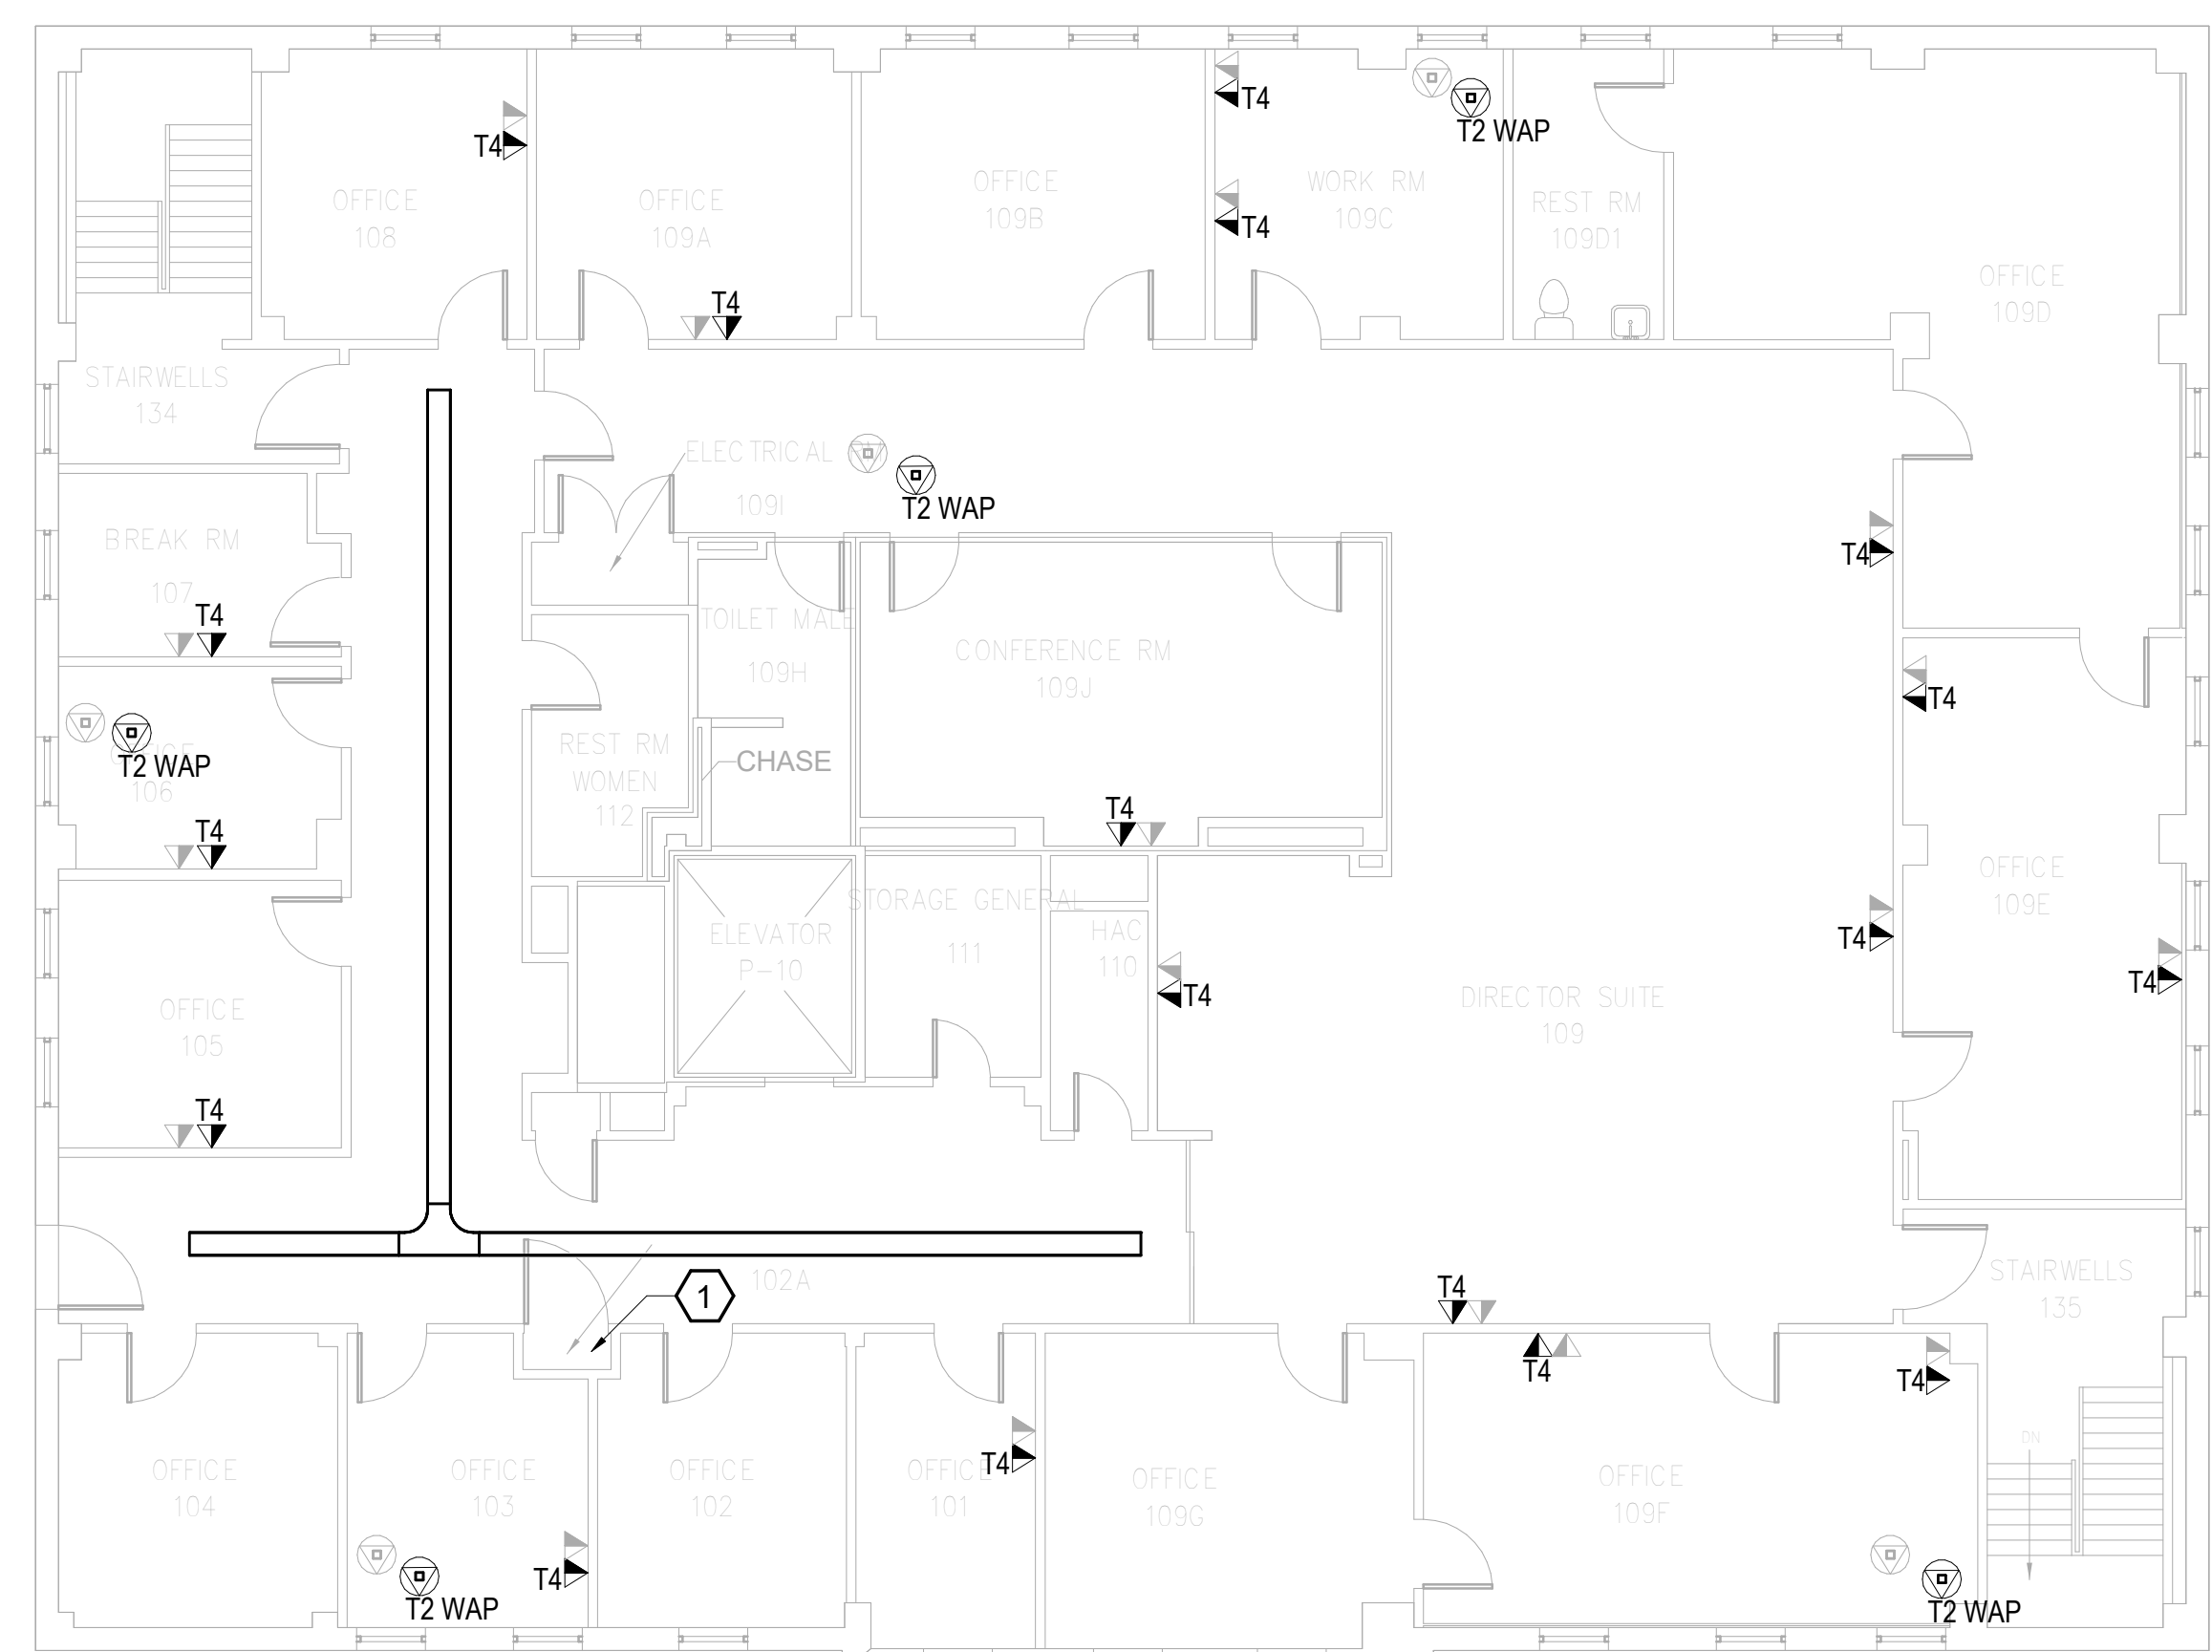 T4
T2 WAP
T4
OFFICE
108
OFFICE
109A
OFFICE
109B
WORK RM
109C
REST RM
109D1
T4
OFFICE
109D
T4
STAIRWELLS
134
ELECTRICAL
109I
T2 WAP
BREAK RM
107
T4
T4
TOILET MALE
109H
CONFERENCE RM
109J
T4
T2 WAP
106
REST RM
WOMEN
112
CHASE
T4
T4
OFFICE
109E
STORAGE GENERAL
111
ELEVATOR
P-10
HAC
110
T4
T4
T4
DIRECTOR SUITE
109
OFFICE
105
T4
102A
1
STAIRWELLS
135
T4
T4
T4
DN
T4
OFFICE
104
OFFICE
103
OFFICE
102
OFFICE
101
OFFICE
109G
OFFICE
109F
T4
T2 WAP
T2 WAP